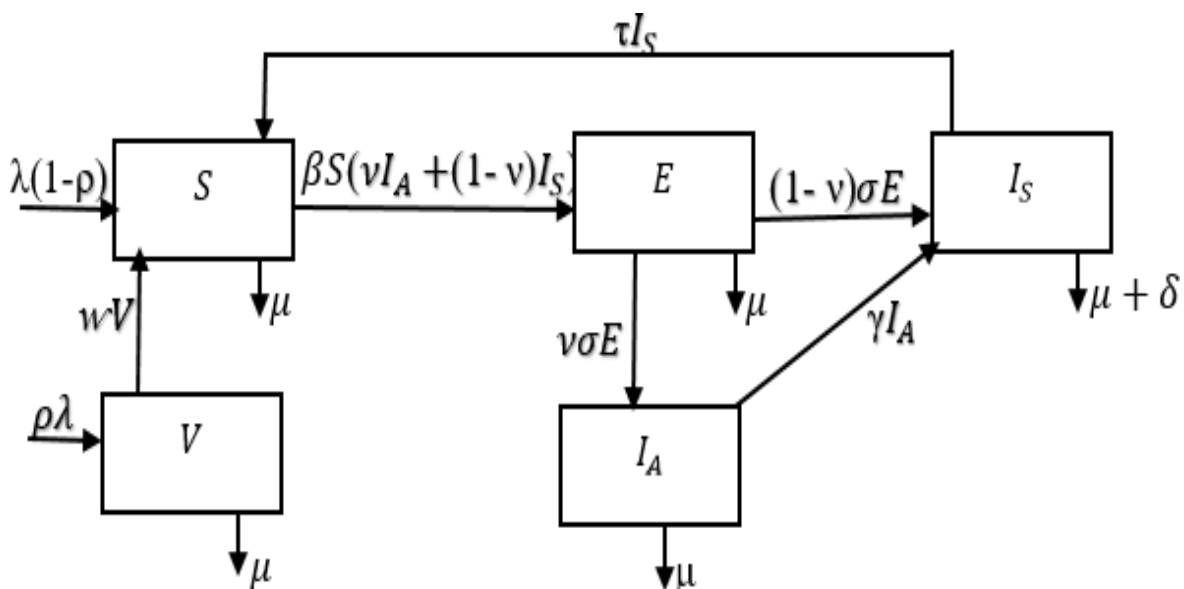 τI_S
λ(1-ρ)
S
βS(νI_A +(1- ν)I_S)
E
(1- ν)σE
I_S
wV
μ
νσE
μ
γI_A
μ + δ
ρλ
V
I_A
μ
μ